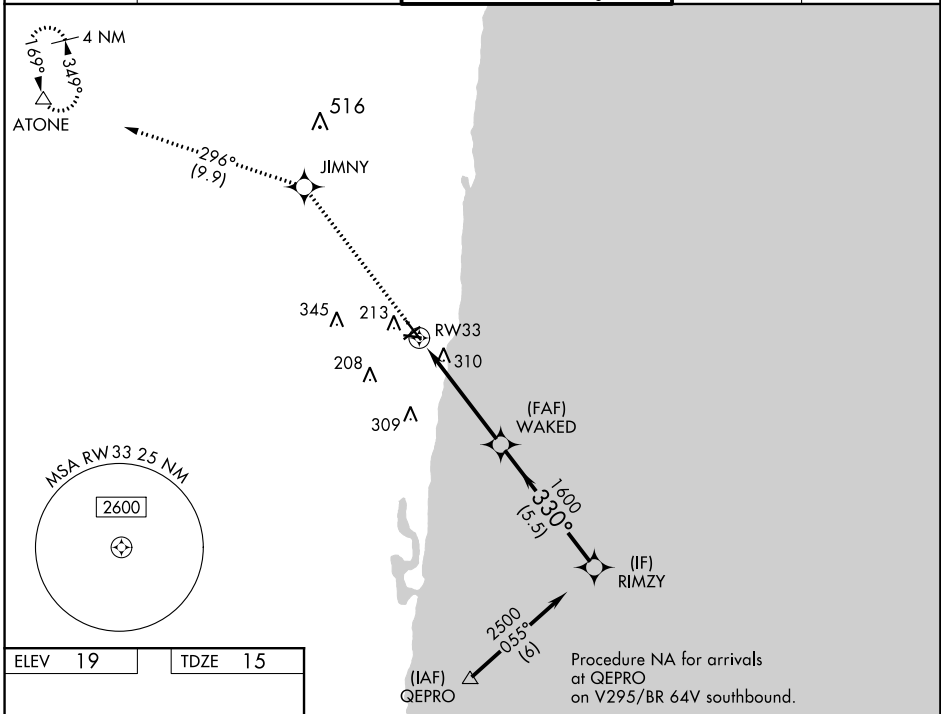 4 NM
169°
349°
ATONE
516
296°
(9.9)
JIMNY
345
213
RW33
310
208
309
(FAF)
WAKED
MSA RW33 25 NM
2600
1600
330°
(5.5)
(IF)
RIMZY
2500
055°
(6)
(IAF)
QEPRO
Procedure NA for arrivals
at QEPRO
on V295/BR 64V southbound.
ELEV 19
TDZE 15